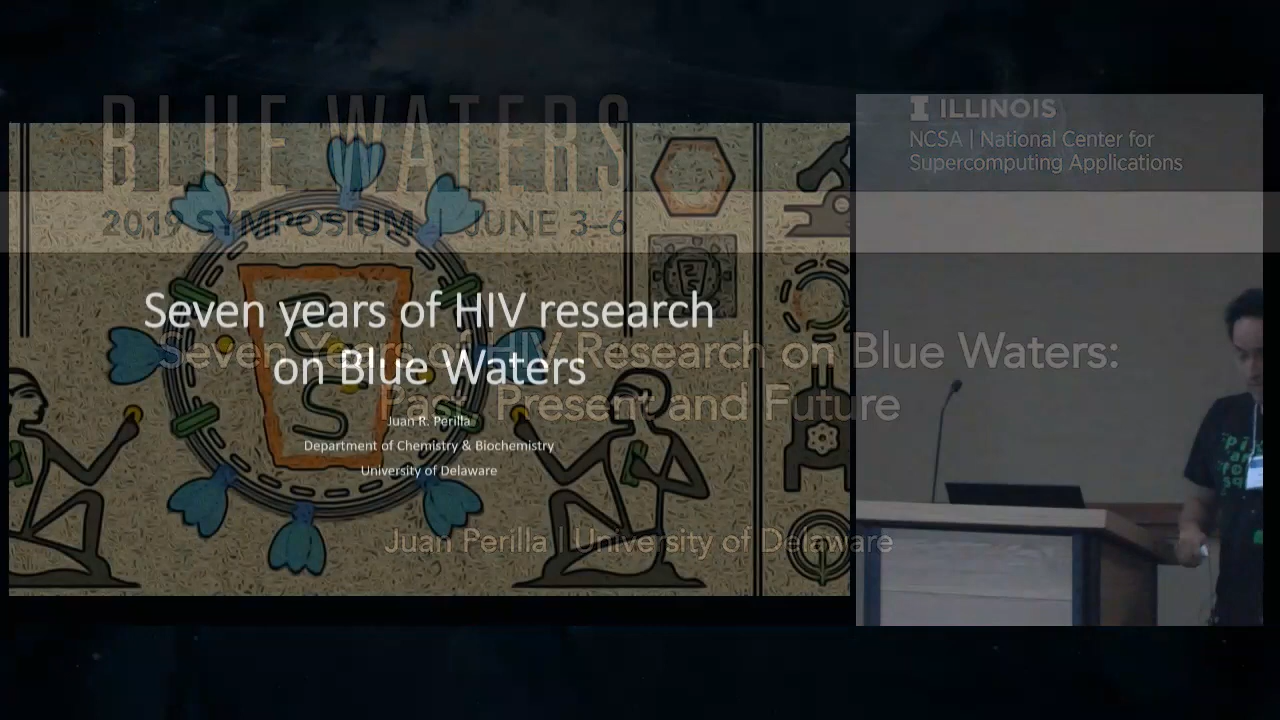 BLUE WATERS
2019 SYMPOSIUM | JUNE 3–6
ILLINOIS
NCSA | National Center for
Supercomputing Applications
Seven years of HIV research
on Blue Waters
Juan R. Perilla
Department of Chemistry & Biochemistry
University of Delaware
Seven Years of HIV Research on Blue Waters:
Past, Present, and Future
Juan Perilla | University of Delaware